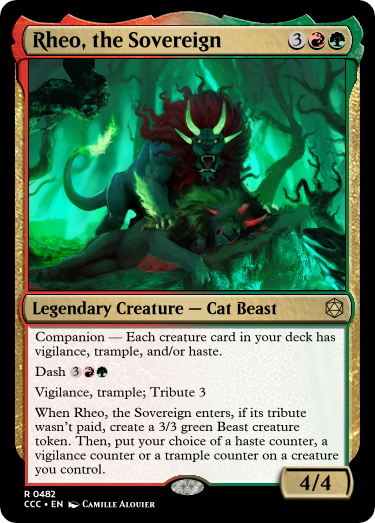 Rheo, the Sovereign 3
Legendary Creature — Cat Beast
Companion — Each creature card in your deck has
vigilance, trample, and/or haste.
Dash 3
Vigilance, trample; Tribute 3
When Rheo, the Sovereign enters, if its tribute
wasn't paid, create a 3/3 green Beast creature
token. Then, put your choice of a haste counter, a
vigilance counter or a trample counter on a creature
you control.
4/4
R 0482
CCC • EN Camille Alquier